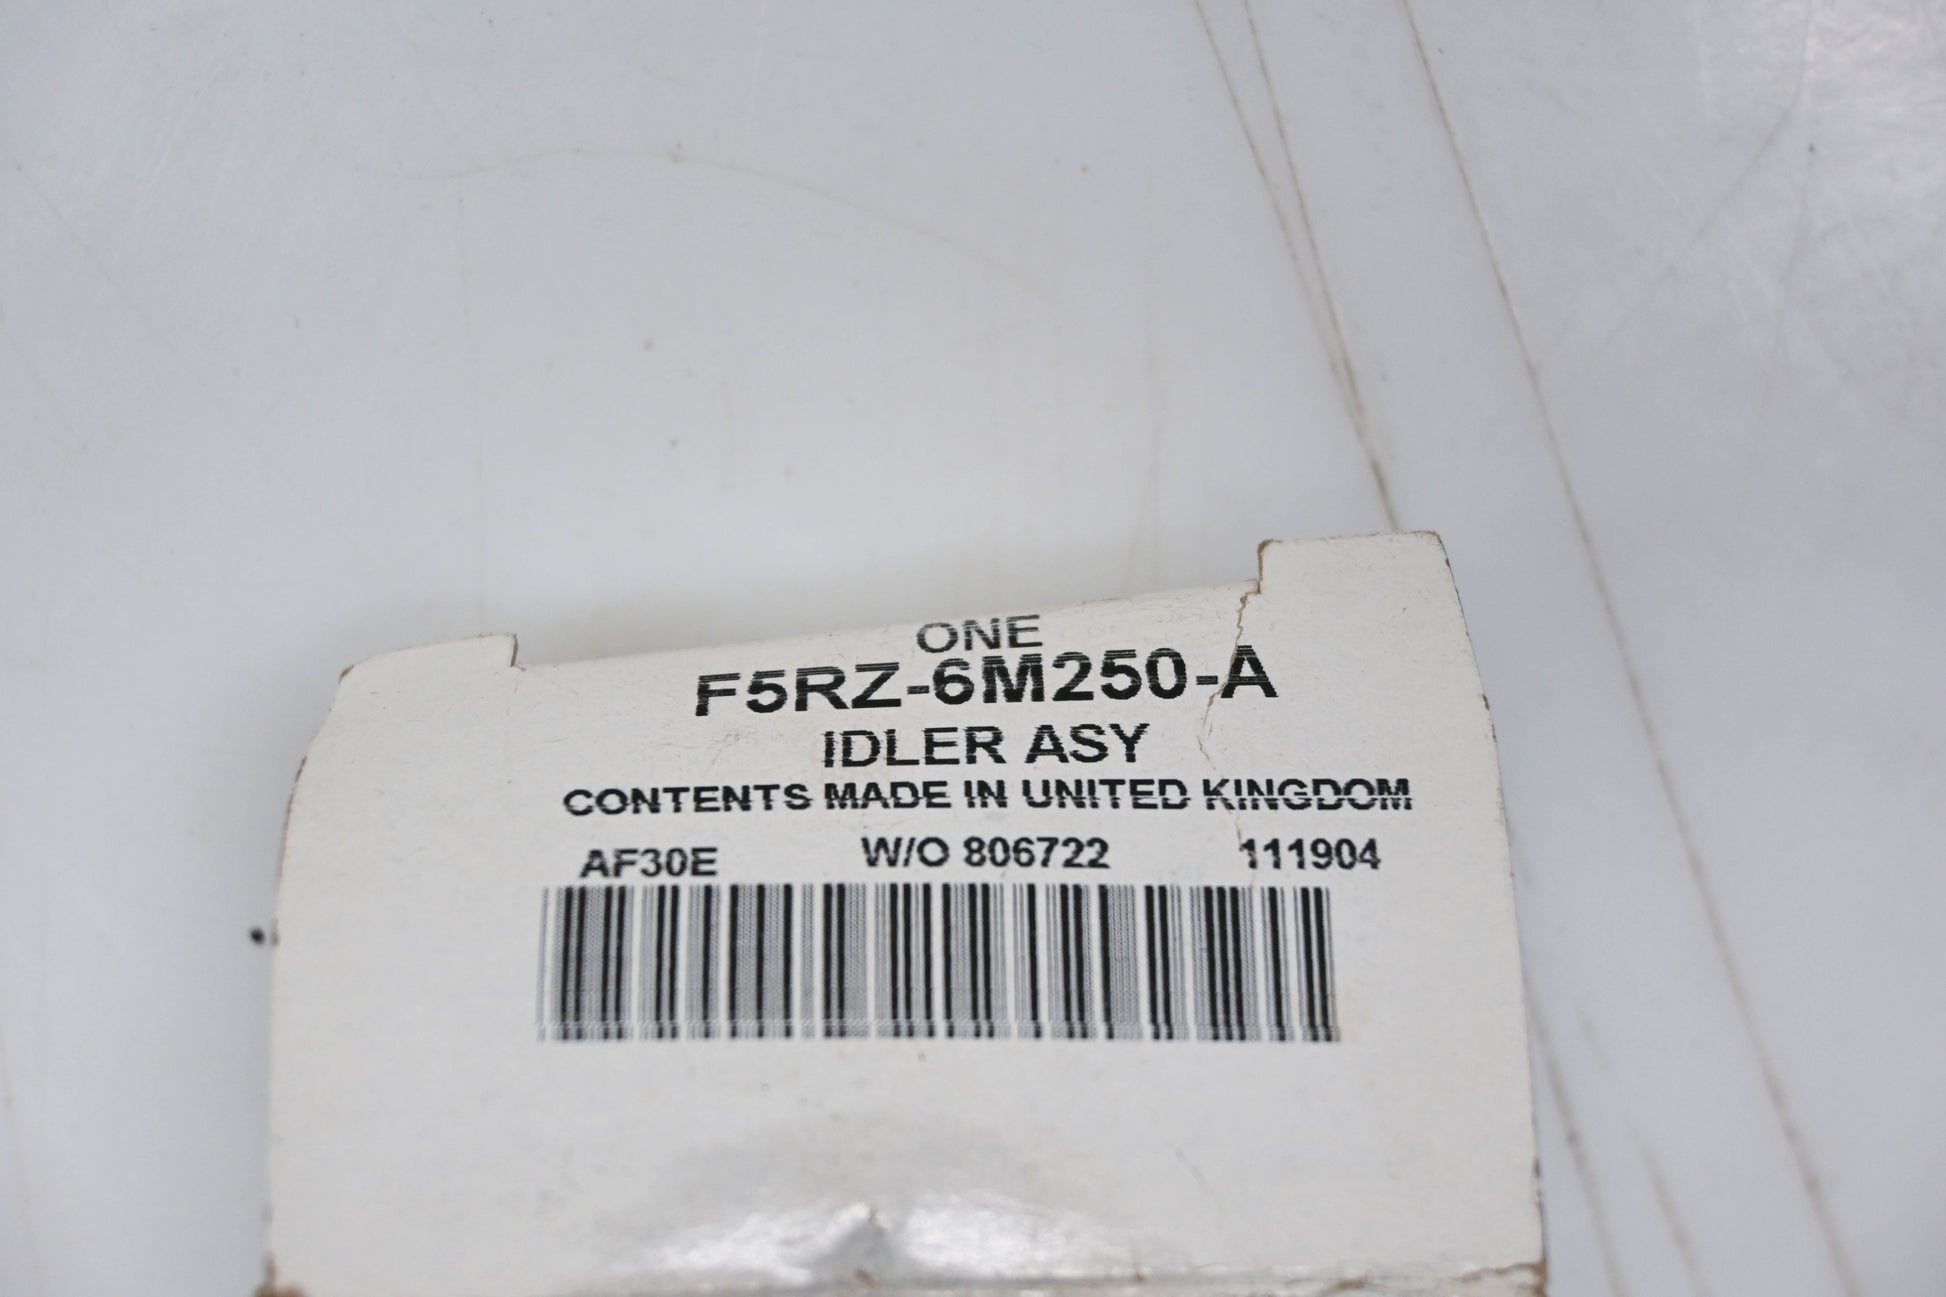 ONE
F5RZ-6M250-A
IDLER ASY
CONTENTS MADE IN UNITED KINGDOM
AF30E W/O 806722 111904